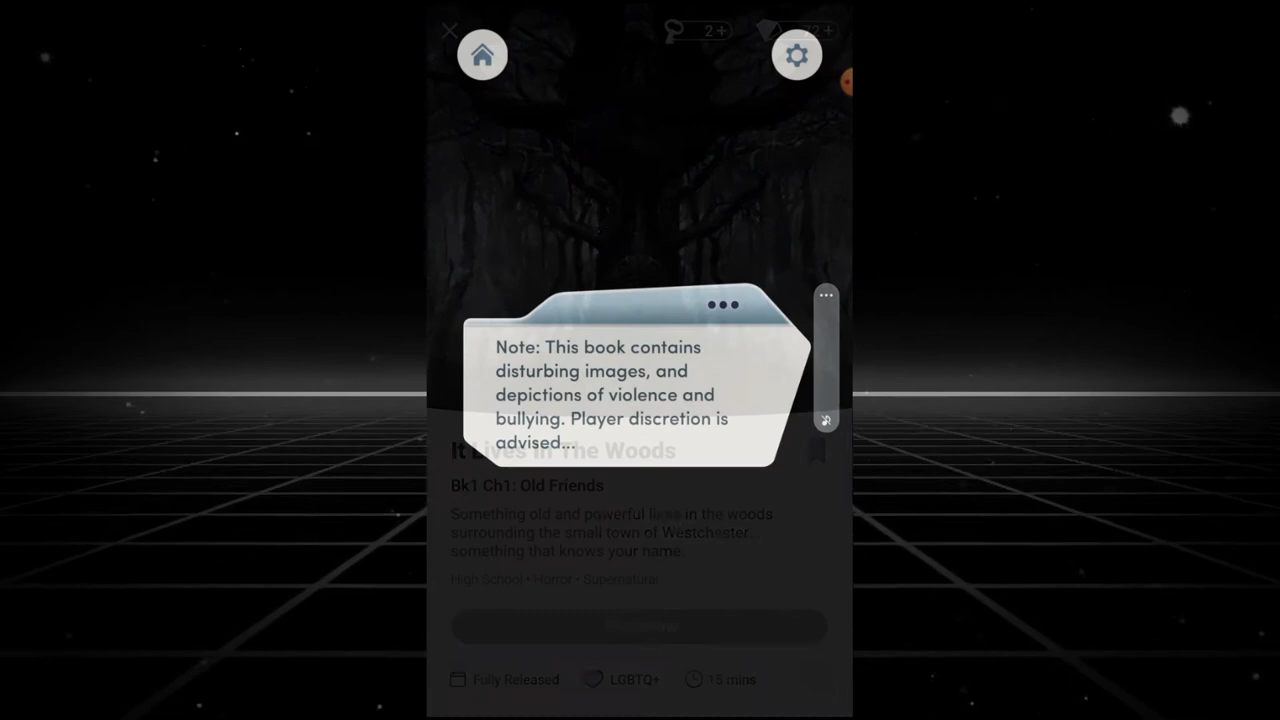 2+
72+
Note: This book contains
disturbing images, and
depictions of violence and
bullying. Player discretion is
advised...
It Lives In The Woods
Bk1 Ch1: Old Friends
Something old and powerful lives in the woods
surrounding the small town of Westchester...
something that knows your name.
High School • Horror • Supernatural
Fully Released
LGBTQ+
15 mins